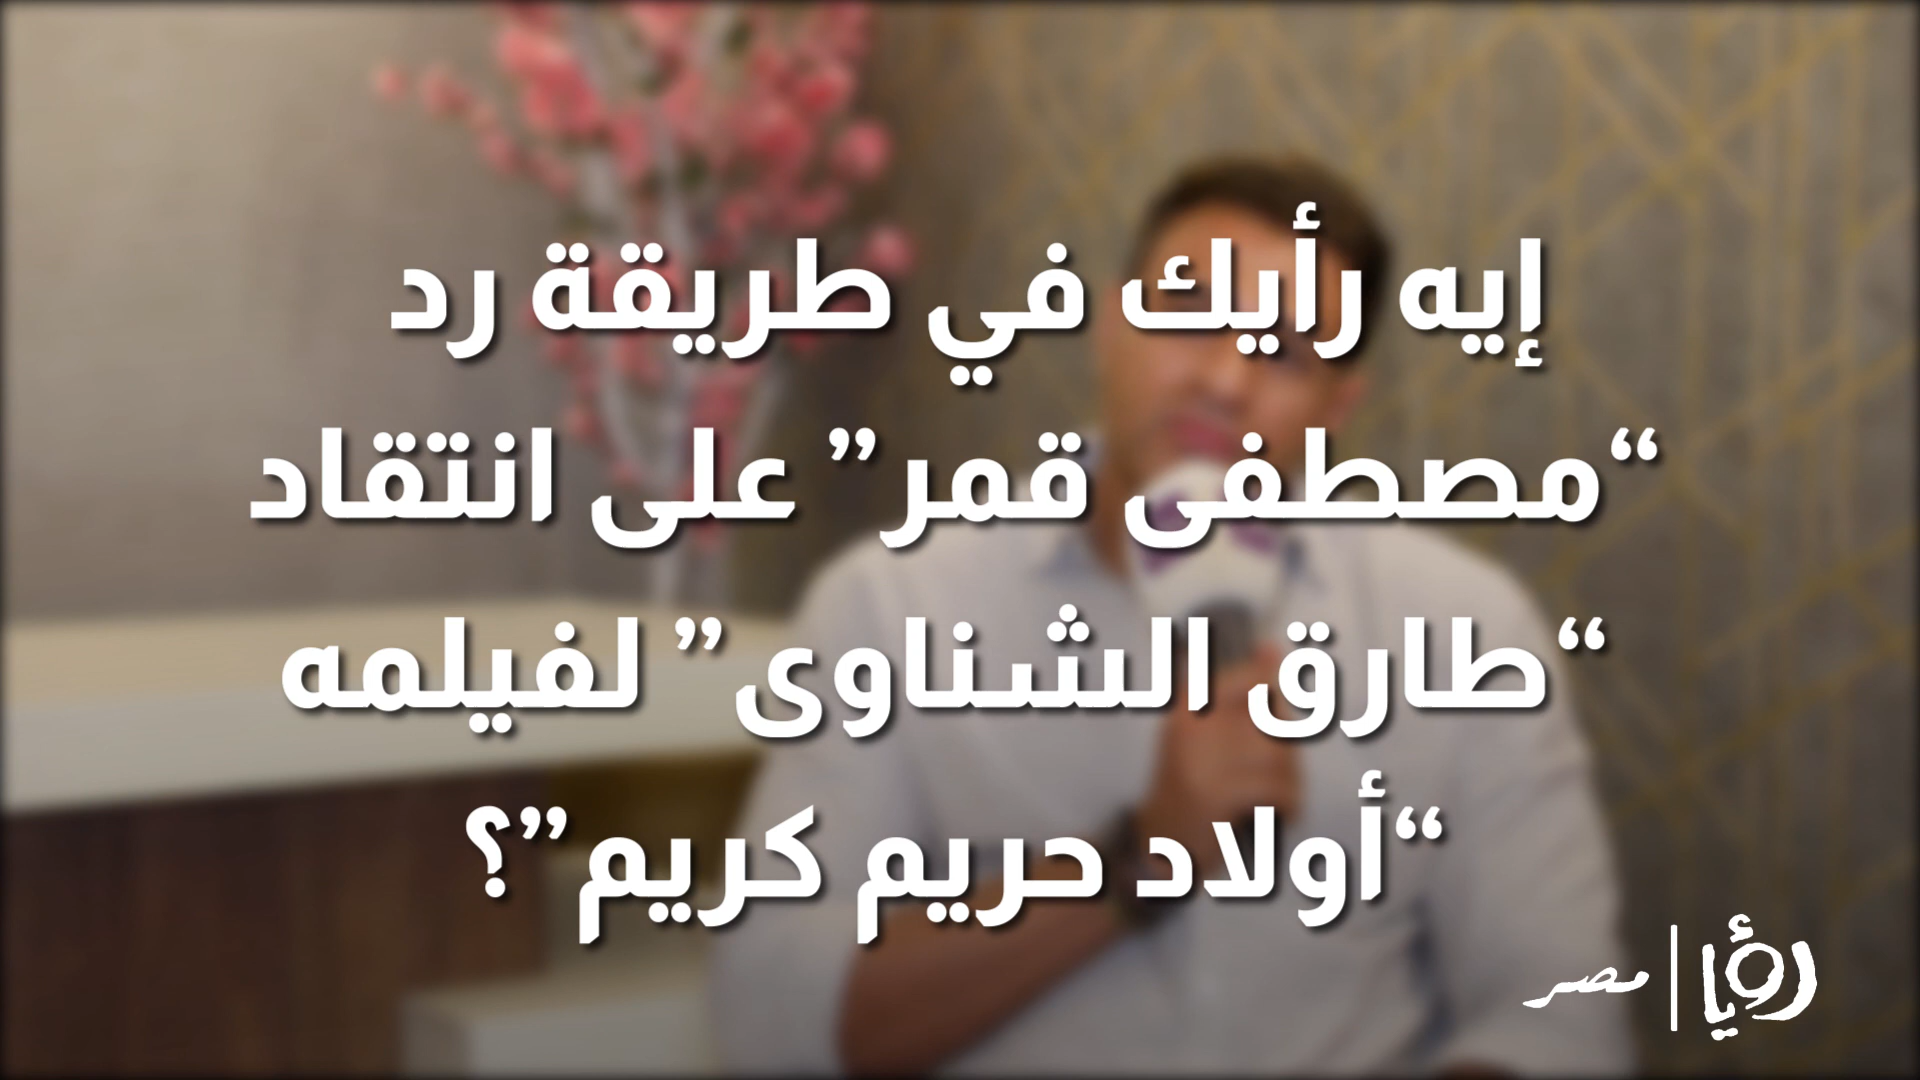 إيه رأيك في طريقة رد
“مصطفى قمر” على انتقاد
“طارق الشناوى” لفيلمه
“أولاد حريم كريم”؟
رؤيا | مصر